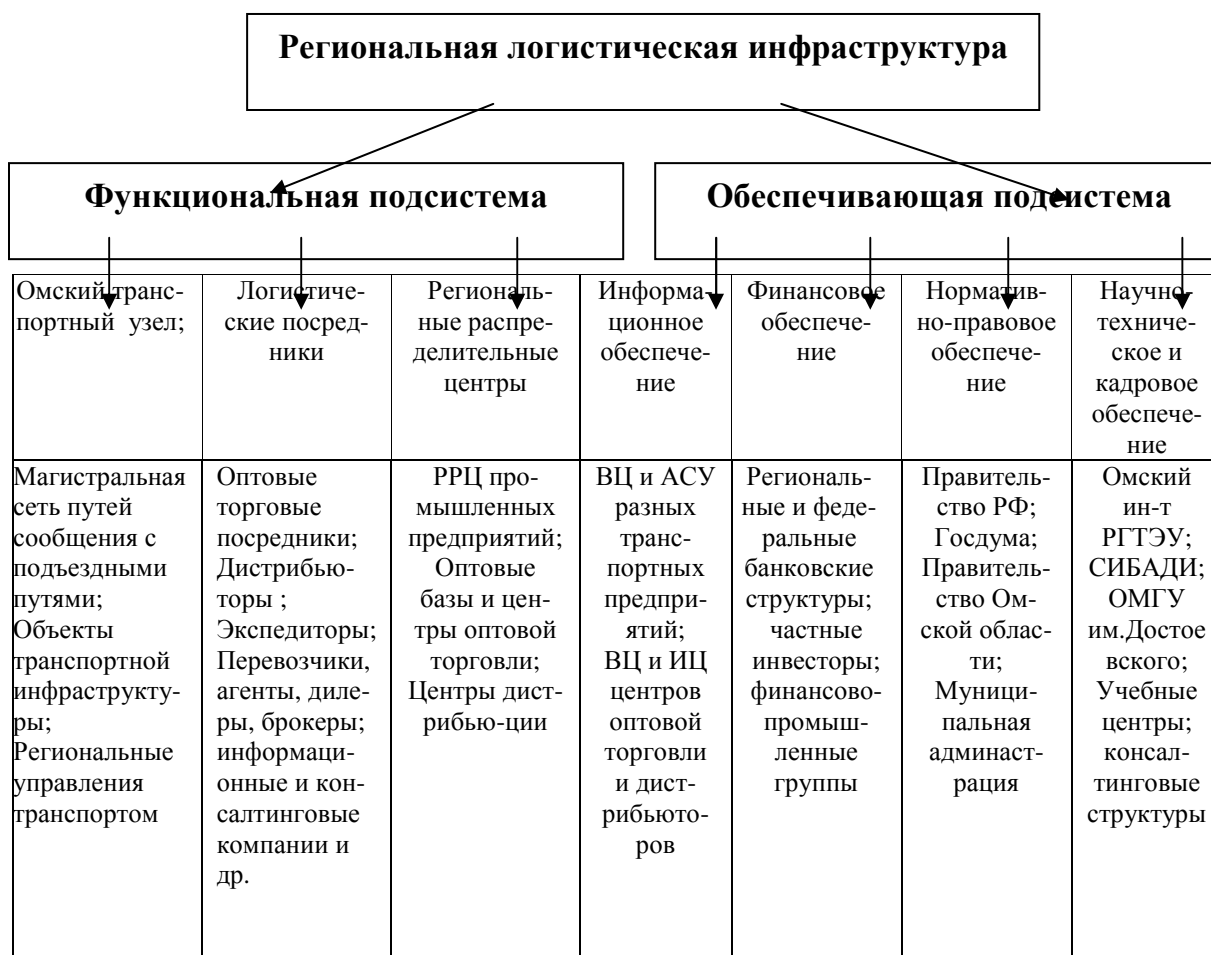 Региональная логистическая инфраструктура
Функциональная подсистема
Обеспечивающая подсистема
Омский транс-
портный узел;
Логистиче-
ские посред-
ники
Региональ-
ные распре-
делительные
центры
Информа-
ционное
обеспече-
ние
Финансовое
обеспече-
ние
Норматив-
но-правовое
обеспече-
ние
Научно-
техниче-
ское и
кадровое
обеспече-
ние
Магистральная
сеть путей
сообщения с
подъездными
путями;
Объекты
транспортной
инфраструкту-
ры;
Региональные
управления
транспортом
Оптовые
торговые
посредники;
Дистрибью-
торы ;
Экспедиторы;
Перевозчики,
агенты, диле-
ры, брокеры;
информаци-
онные и кон-
салтинговые
компании и
др.
РРЦ про-
мышленных
предприятий;
Оптовые
базы и цен-
тры оптовой
торговли;
Центры дист-
рибью-ции
ВЦ и АСУ
разных
транс-
портных
предпри-
ятий;
ВЦ и ИЦ
центров
оптовой
торговли
и дист-
рибьюто-
ров
Региональ-
ные и феде-
ральные
банковские
структуры;
частные
инвесторы;
финансово-
промыш-
ленные
группы
Правитель-
ство РФ;
Госдума;
Правитель-
ство Ом-
ской облас-
ти;
Муници-
пальная
админаст-
рация
Омский
ин-т
РГТЭУ;
СИБАДИ;
ОМГУ
им.Достое
вского;
Учебные
центры;
консал-
тинговые
структуры